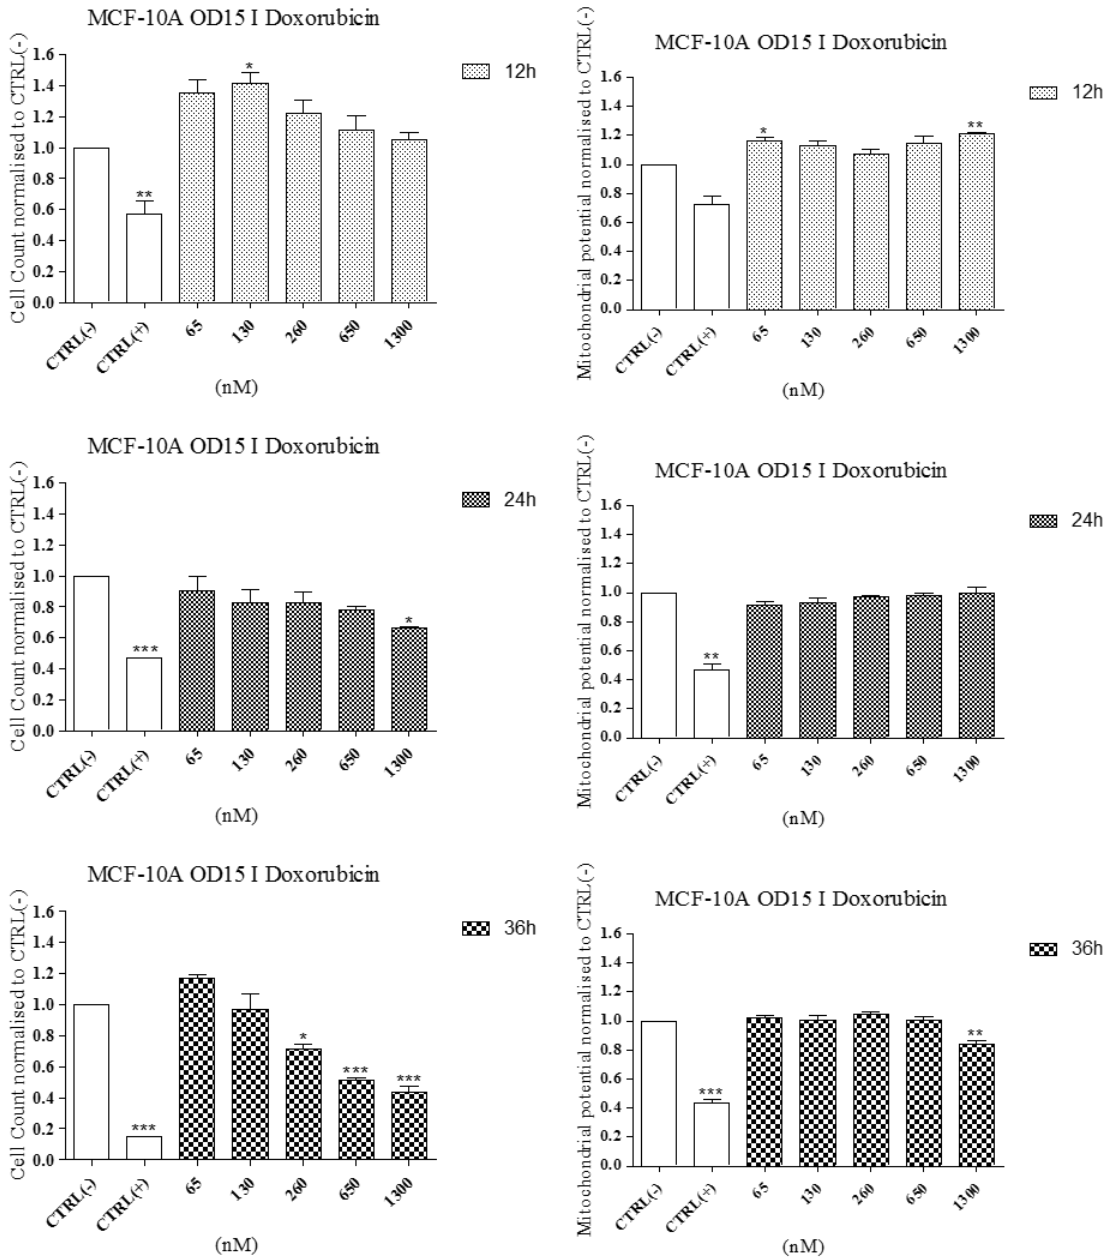 MCF-10A OD15 I Doxorubicin
Cell Count normalised to CTRL(-)
1.6
1.4
1.2
1.0
0.8
0.6
0.4
0.2
0.0
*
**
12h
CTRL(-)
CTRL(+)
65
130
260
650
1300
(nM)
MCF-10A OD15 I Doxorubicin
Mitochondrial potential normalised to CTRL(-)
1.6
1.4
1.2
1.0
0.8
0.6
0.4
0.2
0.0
*
**
12h
CTRL(-)
CTRL(+)
65
130
260
650
1300
(nM)
MCF-10A OD15 I Doxorubicin
Cell Count normalised to CTRL(-)
1.6
1.4
1.2
1.0
0.8
0.6
0.4
0.2
0.0
***
*
24h
CTRL(-)
CTRL(+)
65
130
260
650
1300
(nM)
MCF-10A OD15 I Doxorubicin
Mitochondrial potential normalised to CTRL(-)
1.6
1.4
1.2
1.0
0.8
0.6
0.4
0.2
0.0
**
24h
CTRL(-)
CTRL(+)
65
130
260
650
1300
(nM)
MCF-10A OD15 I Doxorubicin
Cell Count normalised to CTRL(-)
1.6
1.4
1.2
1.0
0.8
0.6
0.4
0.2
0.0
***
*
***
***
36h
CTRL(-)
CTRL(+)
65
130
260
650
1300
(nM)
MCF-10A OD15 I Doxorubicin
Mitochondrial potential normalised to CTRL(-)
1.6
1.4
1.2
1.0
0.8
0.6
0.4
0.2
0.0
***
**
36h
CTRL(-)
CTRL(+)
65
130
260
650
1300
(nM)